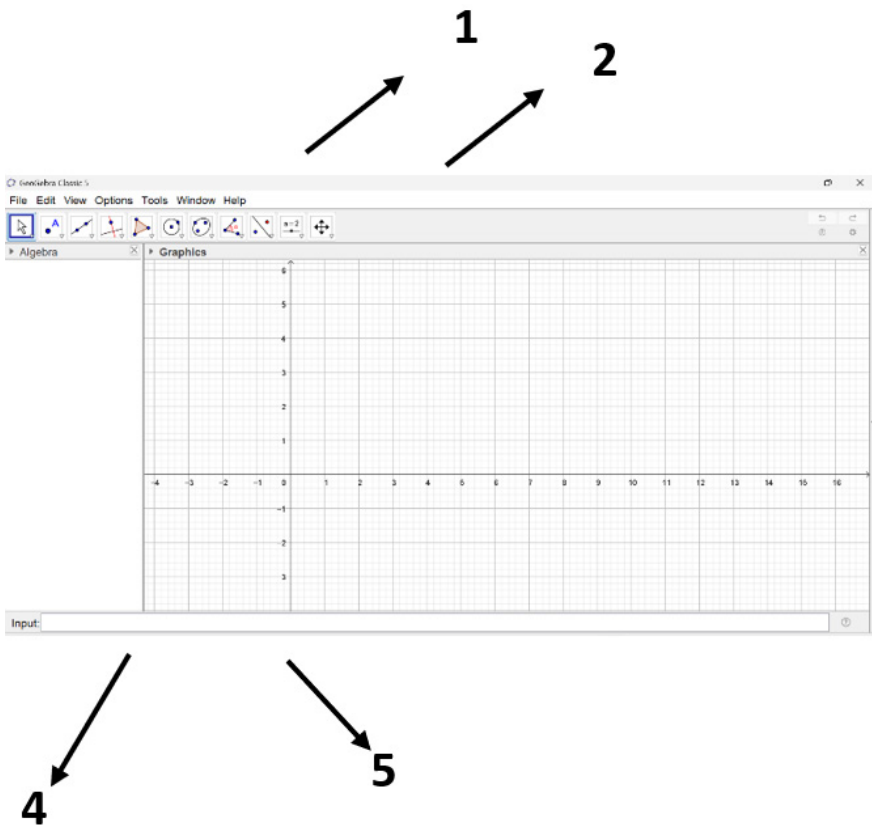 1
2
GeoGebra Classic 5
File Edit View Options Tools Window Help
A
a=2
Algebra
Graphics
6
5
4
3
2
1
-4 -3 -2 -1 0 1 2 3 4 5 6 7 8 9 10 11 12 13 14 15 16
-1
-2
3
Input:
5
4